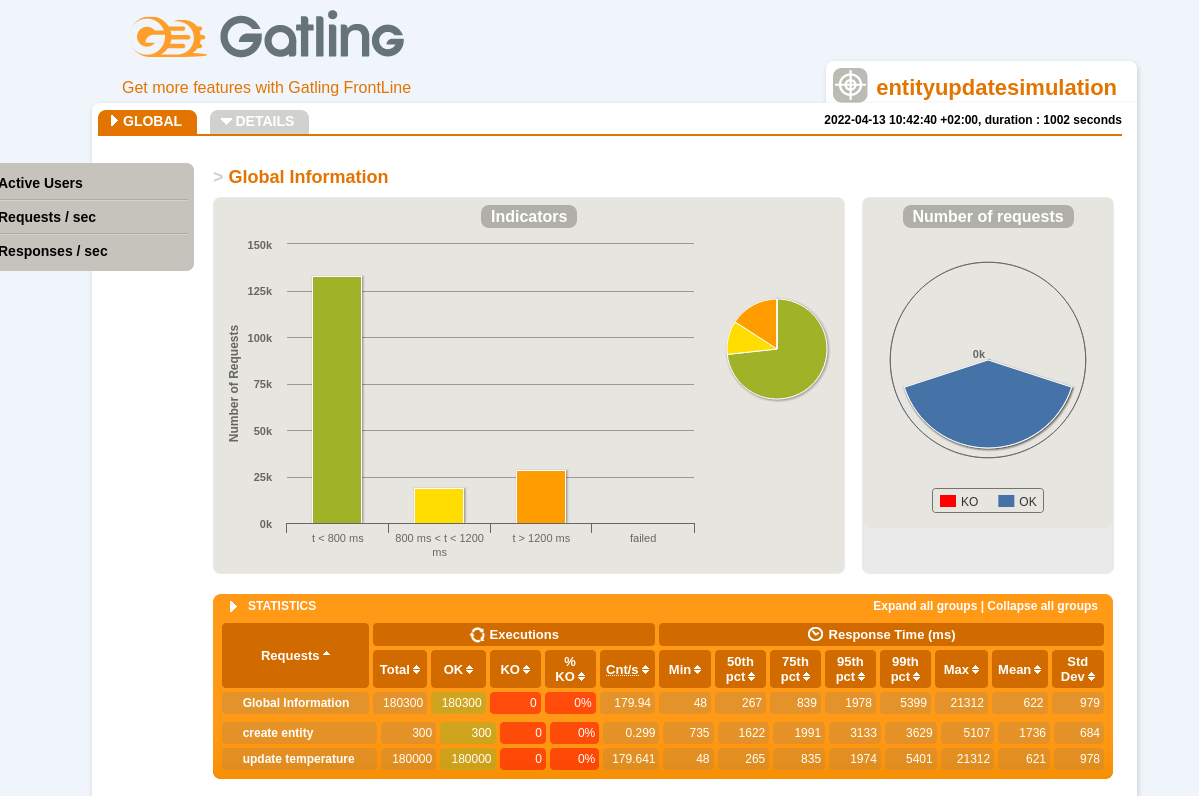 Gatling
Get more features with Gatling FrontLine
entityupdatesimulation
GLOBAL DETAILS
2022-04-13 10:42:40 +02:00, duration : 1002 seconds
Active Users
Requests / sec
Responses / sec
> Global Information
Indicators
150k
125k
100k
75k
50k
25k
0k
Number of Requests
t < 800 ms
800 ms < t < 1200
ms
t > 1200 ms
failed
Number of requests
0k
KO OK
STATISTICS
Expand all groups | Collapse all groups
Requests Executions Response Time (ms)
Total OK KO % KO Cnt/s Min 50th pct 75th pct 95th pct 99th pct Max Mean Std Dev
Global Information 180300 180300 0 0% 179.94 48 267 839 1978 5399 21312 622 979
create entity 300 300 0 0% 0.299 735 1622 1991 3133 3629 5107 1736 684
update temperature 180000 180000 0 0% 179.641 48 265 835 1974 5401 21312 621 978